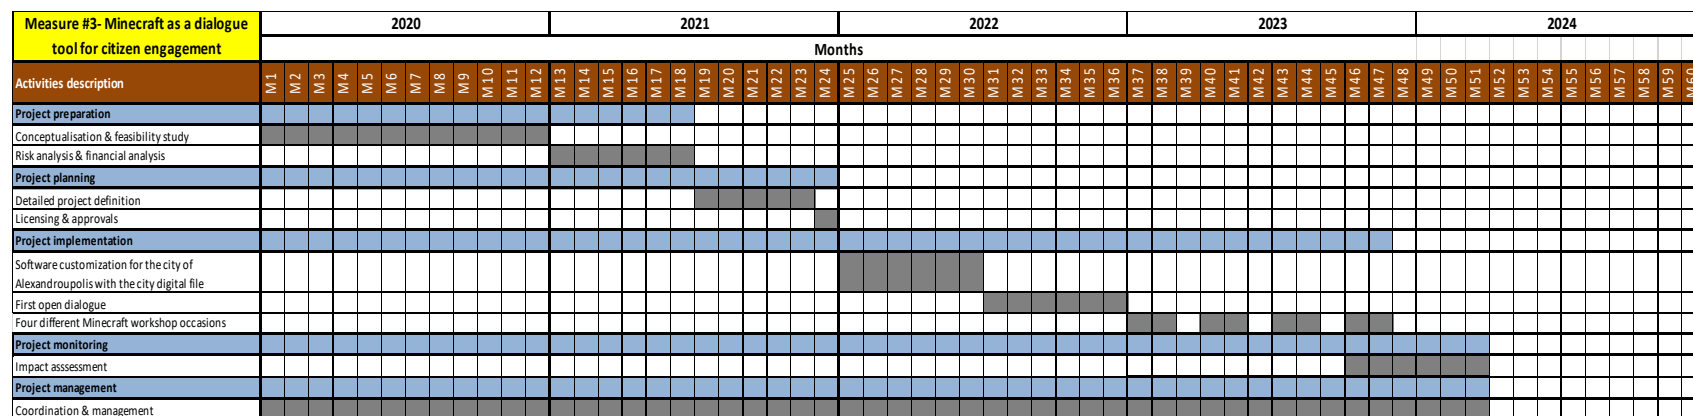 Measure #3- Minecraft as a dialogue 2020 2021 2022 2023 2024
tool for citizen engagement Months
Activities description M1 M2 M3 M4 M5 M6 M7 M8 M9 M10 M11 M12 M13 M14 M15 M16 M17 M18 M19 M20 M21 M22 M23 M24 M25 M26 M27 M28 M29 M30 M31 M32 M33 M34 M35 M36 M37 M38 M39 M40 M41 M42 M43 M44 M45 M46 M47 M48 M49 M50 M51 M52 M53 M54 M55 M56 M57 M58 M59 M60
Project preparation
Conceptualisation & feasibility study
Risk analysis & financial analysis
Project planning
Detailed project definition
Licensing & approvals
Project implementation
Software customization for the city of
Alexandroupolis with the city digital file
First open dialogue
Four different Minecraft workshop occasions
Project monitoring
Impact asssessment
Project management
Coordination & management